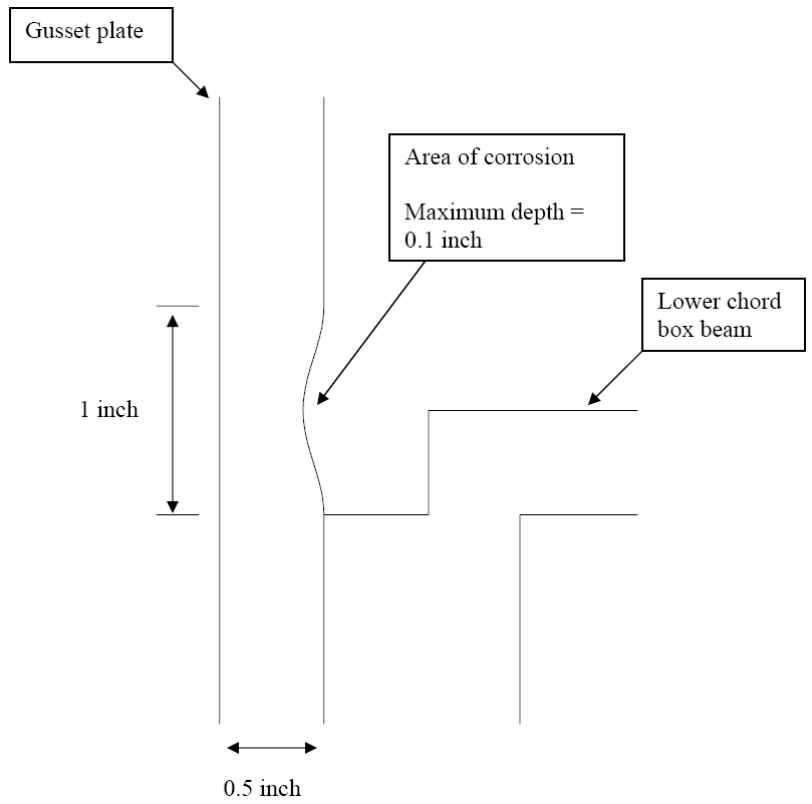 Gusset plate
Area of corrosion
Maximum depth =
0.1 inch
Lower chord
box beam
1 inch
0.5 inch